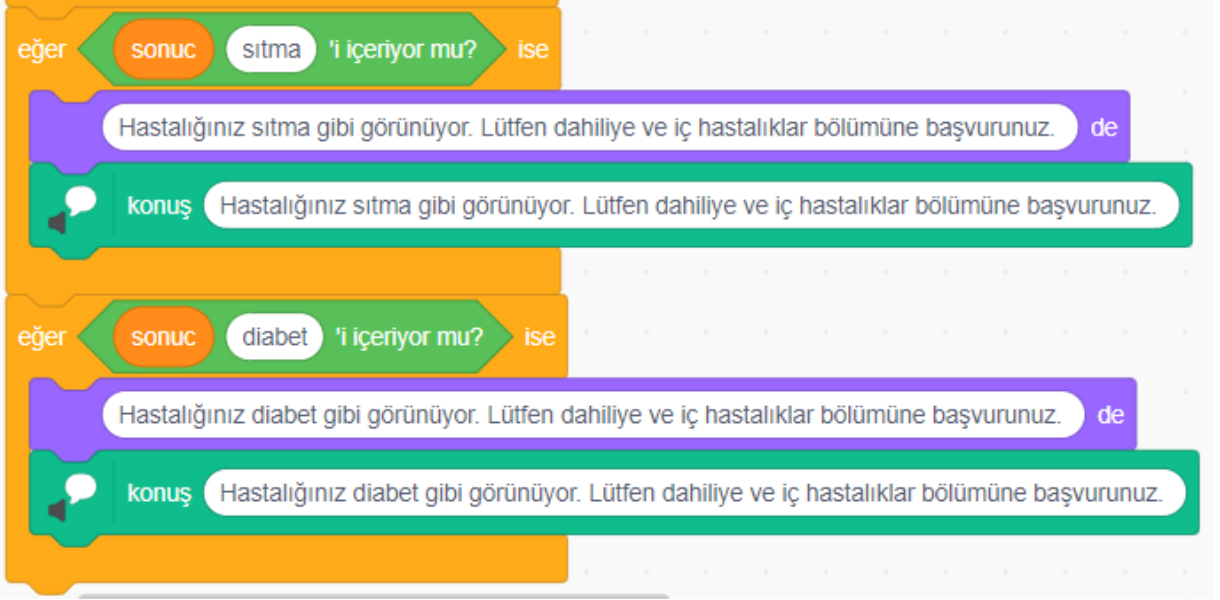 eğer sonuc sıtma 'i içeriyor mu? ise
Hastalığınız sıtma gibi görünüyor. Lütfen dahiliye ve iç hastalıklar bölümüne başvurunuz. de
konuş Hastalığınız sıtma gibi görünüyor. Lütfen dahiliye ve iç hastalıklar bölümüne başvurunuz.
eğer sonuc diabet 'i içeriyor mu? ise
Hastalığınız diabet gibi görünüyor. Lütfen dahiliye ve iç hastalıklar bölümüne başvurunuz. de
konuş Hastalığınız diabet gibi görünüyor. Lütfen dahiliye ve iç hastalıklar bölümüne başvurunuz.